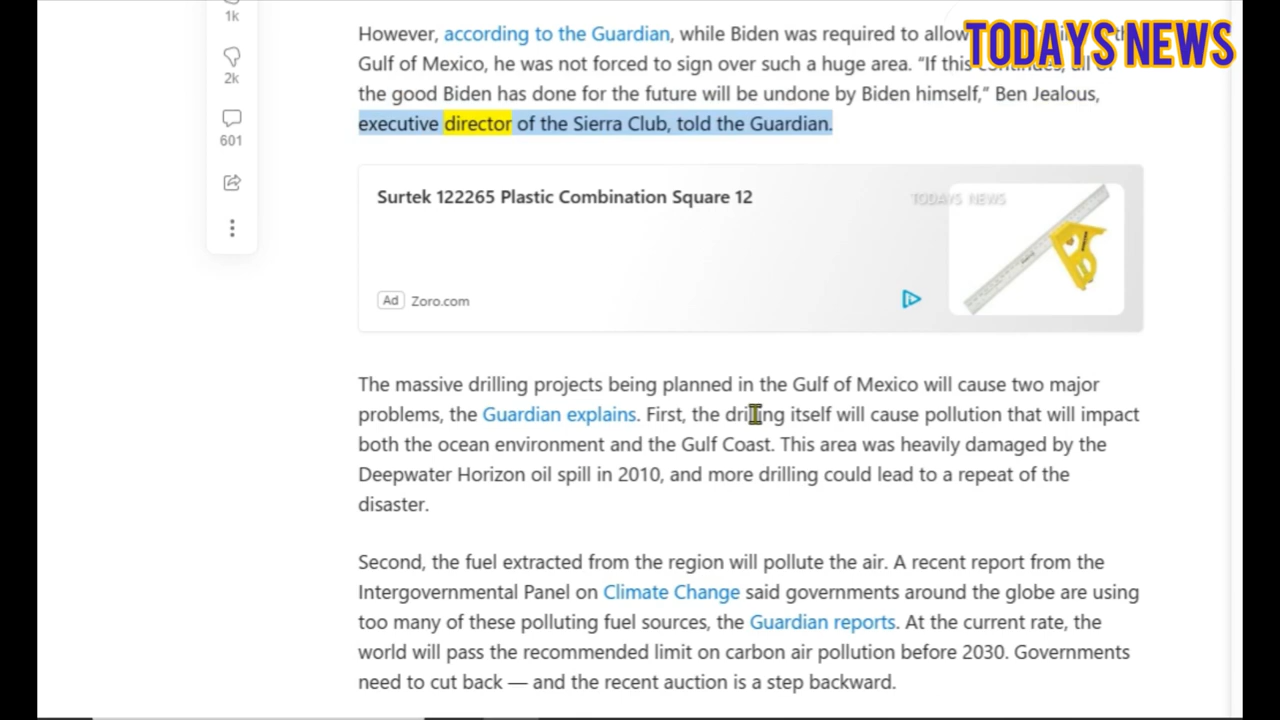 1k
2k
601
TODAYS NEWS
However, according to the Guardian, while Biden was required to allow
Gulf of Mexico, he was not forced to sign over such a huge area. “If this continues, all of
the good Biden has done for the future will be undone by Biden himself,” Ben Jealous,
executive director of the Sierra Club, told the Guardian.
Surtek 122265 Plastic Combination Square 12
TODAYS NEWS
Ad Zoro.com
The massive drilling projects being planned in the Gulf of Mexico will cause two major
problems, the Guardian explains. First, the drilling itself will cause pollution that will impact
both the ocean environment and the Gulf Coast. This area was heavily damaged by the
Deepwater Horizon oil spill in 2010, and more drilling could lead to a repeat of the
disaster.
Second, the fuel extracted from the region will pollute the air. A recent report from the
Intergovernmental Panel on Climate Change said governments around the globe are using
too many of these polluting fuel sources, the Guardian reports. At the current rate, the
world will pass the recommended limit on carbon air pollution before 2030. Governments
need to cut back — and the recent auction is a step backward.